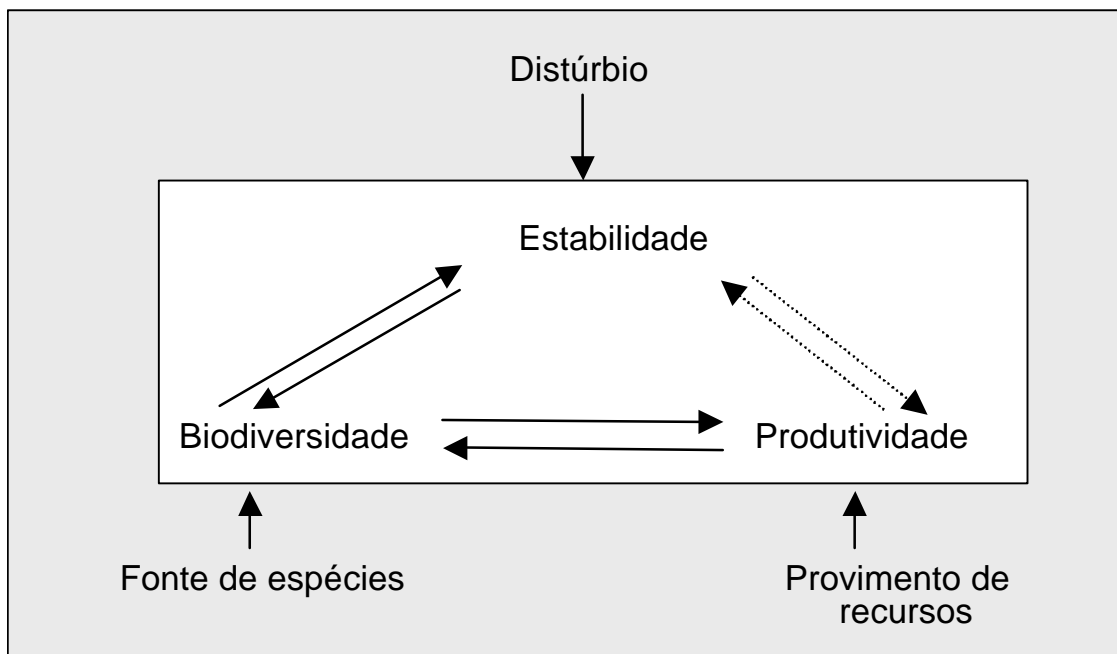 Distúrbio
Estabilidade
Biodiversidade
Produtividade
Fonte de espécies
Provimento de
recursos